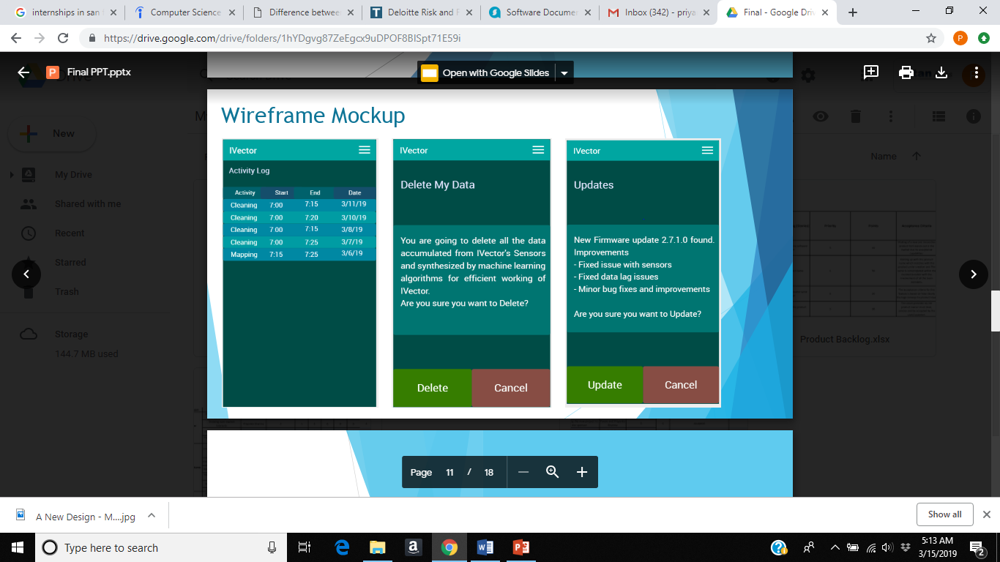 internships in san
Computer Science
Difference betwee
Deloitte Risk and F
Software Documer
Inbox (342) - priya
Final - Google Driv
https://drive.google.com/drive/folders/1hYDgvg87ZeEgcx9uDPOF8BISpt71E59i
P
P
Final PPT.pptx
Open with Google Slides
New
My Drive
Shared with me
Recent
Starred
Trash
Storage
144.7 MB used
Name
Product Backlog.xlsx
Wireframe Mockup
IVector
Activity Log
Activity Start End Date
Cleaning 7:00 7:15 3/11/19
Cleaning 7:00 7:20 3/10/19
Cleaning 7:00 7:15 3/8/19
Cleaning 7:00 7:25 3/7/19
Mapping 7:15 7:25 3/6/19
IVector
Delete My Data
You are going to delete all the data
accumulated from IVector's Sensors
and synthesized by machine learning
algorithms for efficient working of
IVector.
Are you sure you want to Delete?
Delete Cancel
IVector
Updates
New Firmware update 2.7.1.0 found.
Improvements
- Fixed issue with sensors
- Fixed data lag issues
- Minor bug fixes and improvements
Are you sure you want to Update?
Update Cancel
Page 11 / 18
A New Design - M....jpg
Show all
Type here to search
5:13 AM
3/15/2019
2